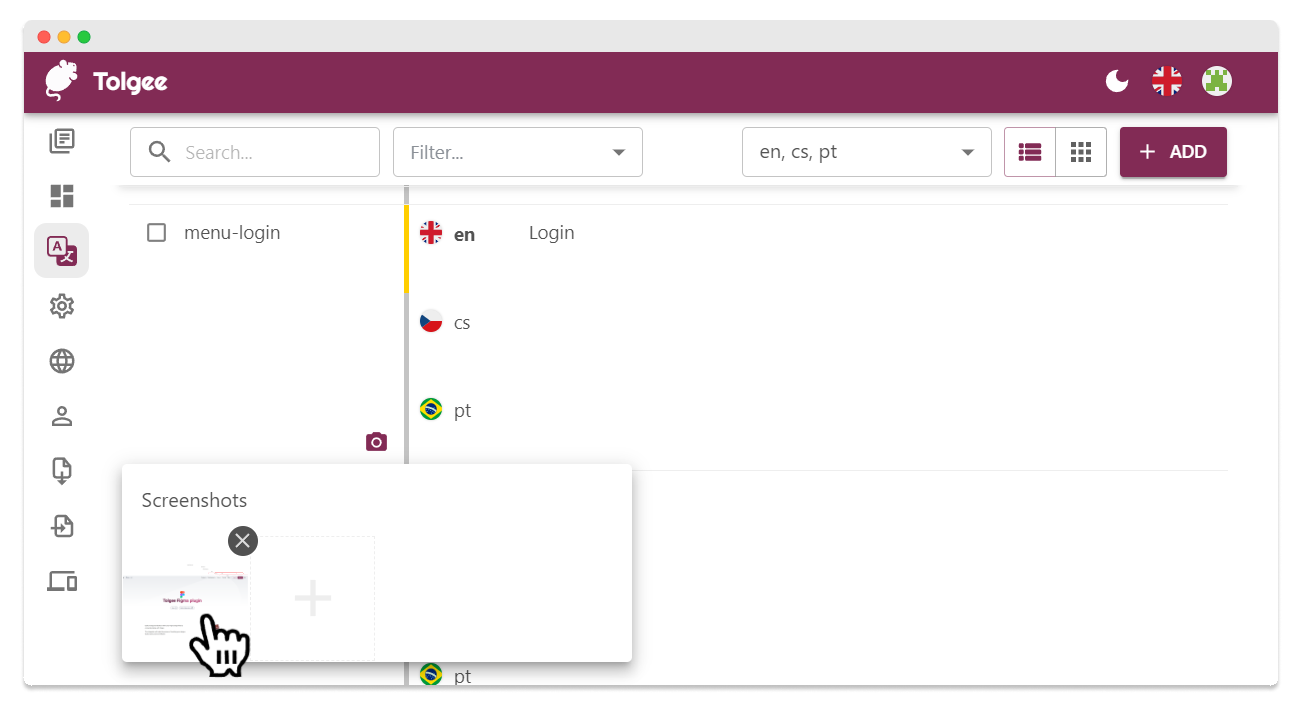 Tolgee
Search...
Filter...
en, cs, pt
ADD
menu-login
en
Login
cs
pt
Screenshots
Tolgee Figma plugin
pt